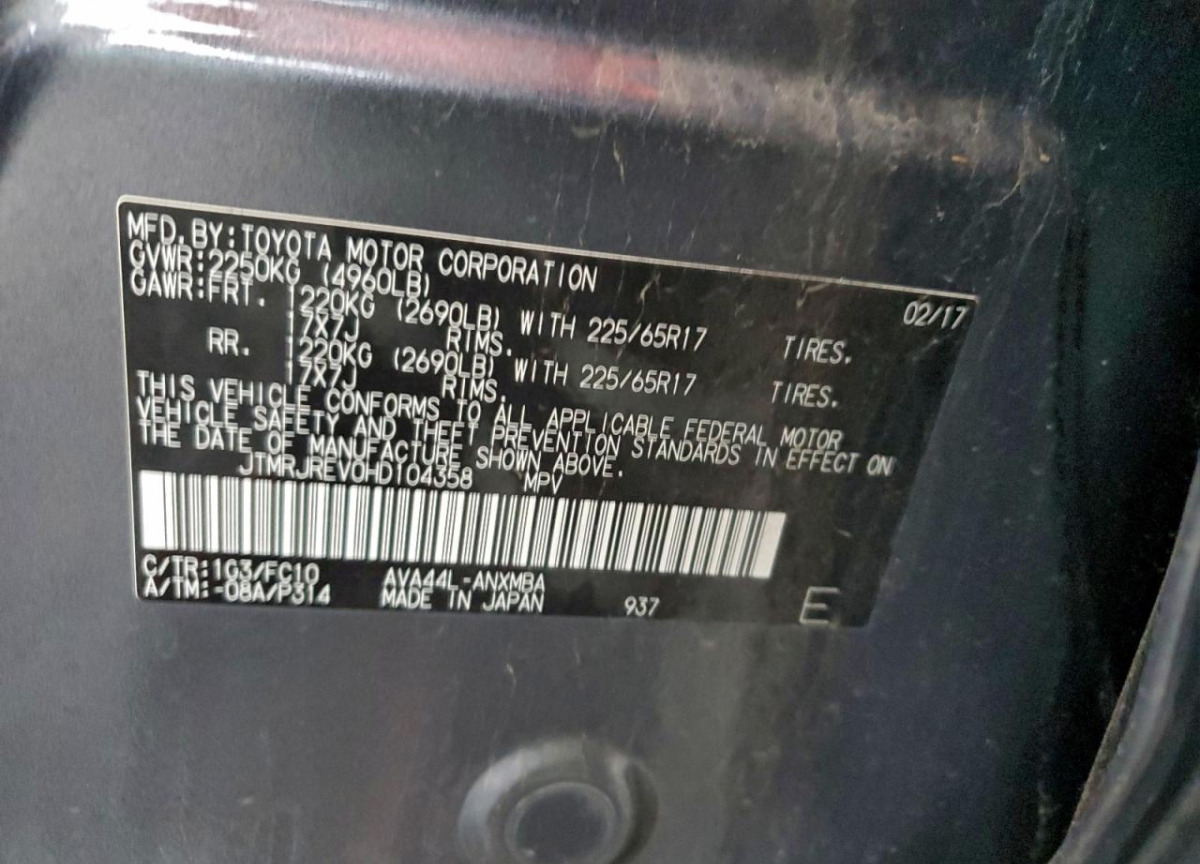 MFD. BY: TOYOTA MOTOR CORPORATION 02/17
GVWR: 2250KG (4960LB)
GAWR: FRT. 1220KG (2690LB) WITH 225/65R17 TIRES.
17X7J RIMS.
RR. 1220KG (2690LB) WITH 225/65R17 TIRES.
17X7J RIMS.
THIS VEHICLE CONFORMS TO ALL APPLICABLE FEDERAL MOTOR
VEHICLE SAFETY AND THEFT PREVENTION STANDARDS IN EFFECT ON
THE DATE OF MANUFACTURE SHOWN ABOVE.
JTMRJREV0HD104358 MPV
C/TR:1G3/FC10 AVA44L-ANXMBA
A/TM:-08A/P314 MADE IN JAPAN 937 E